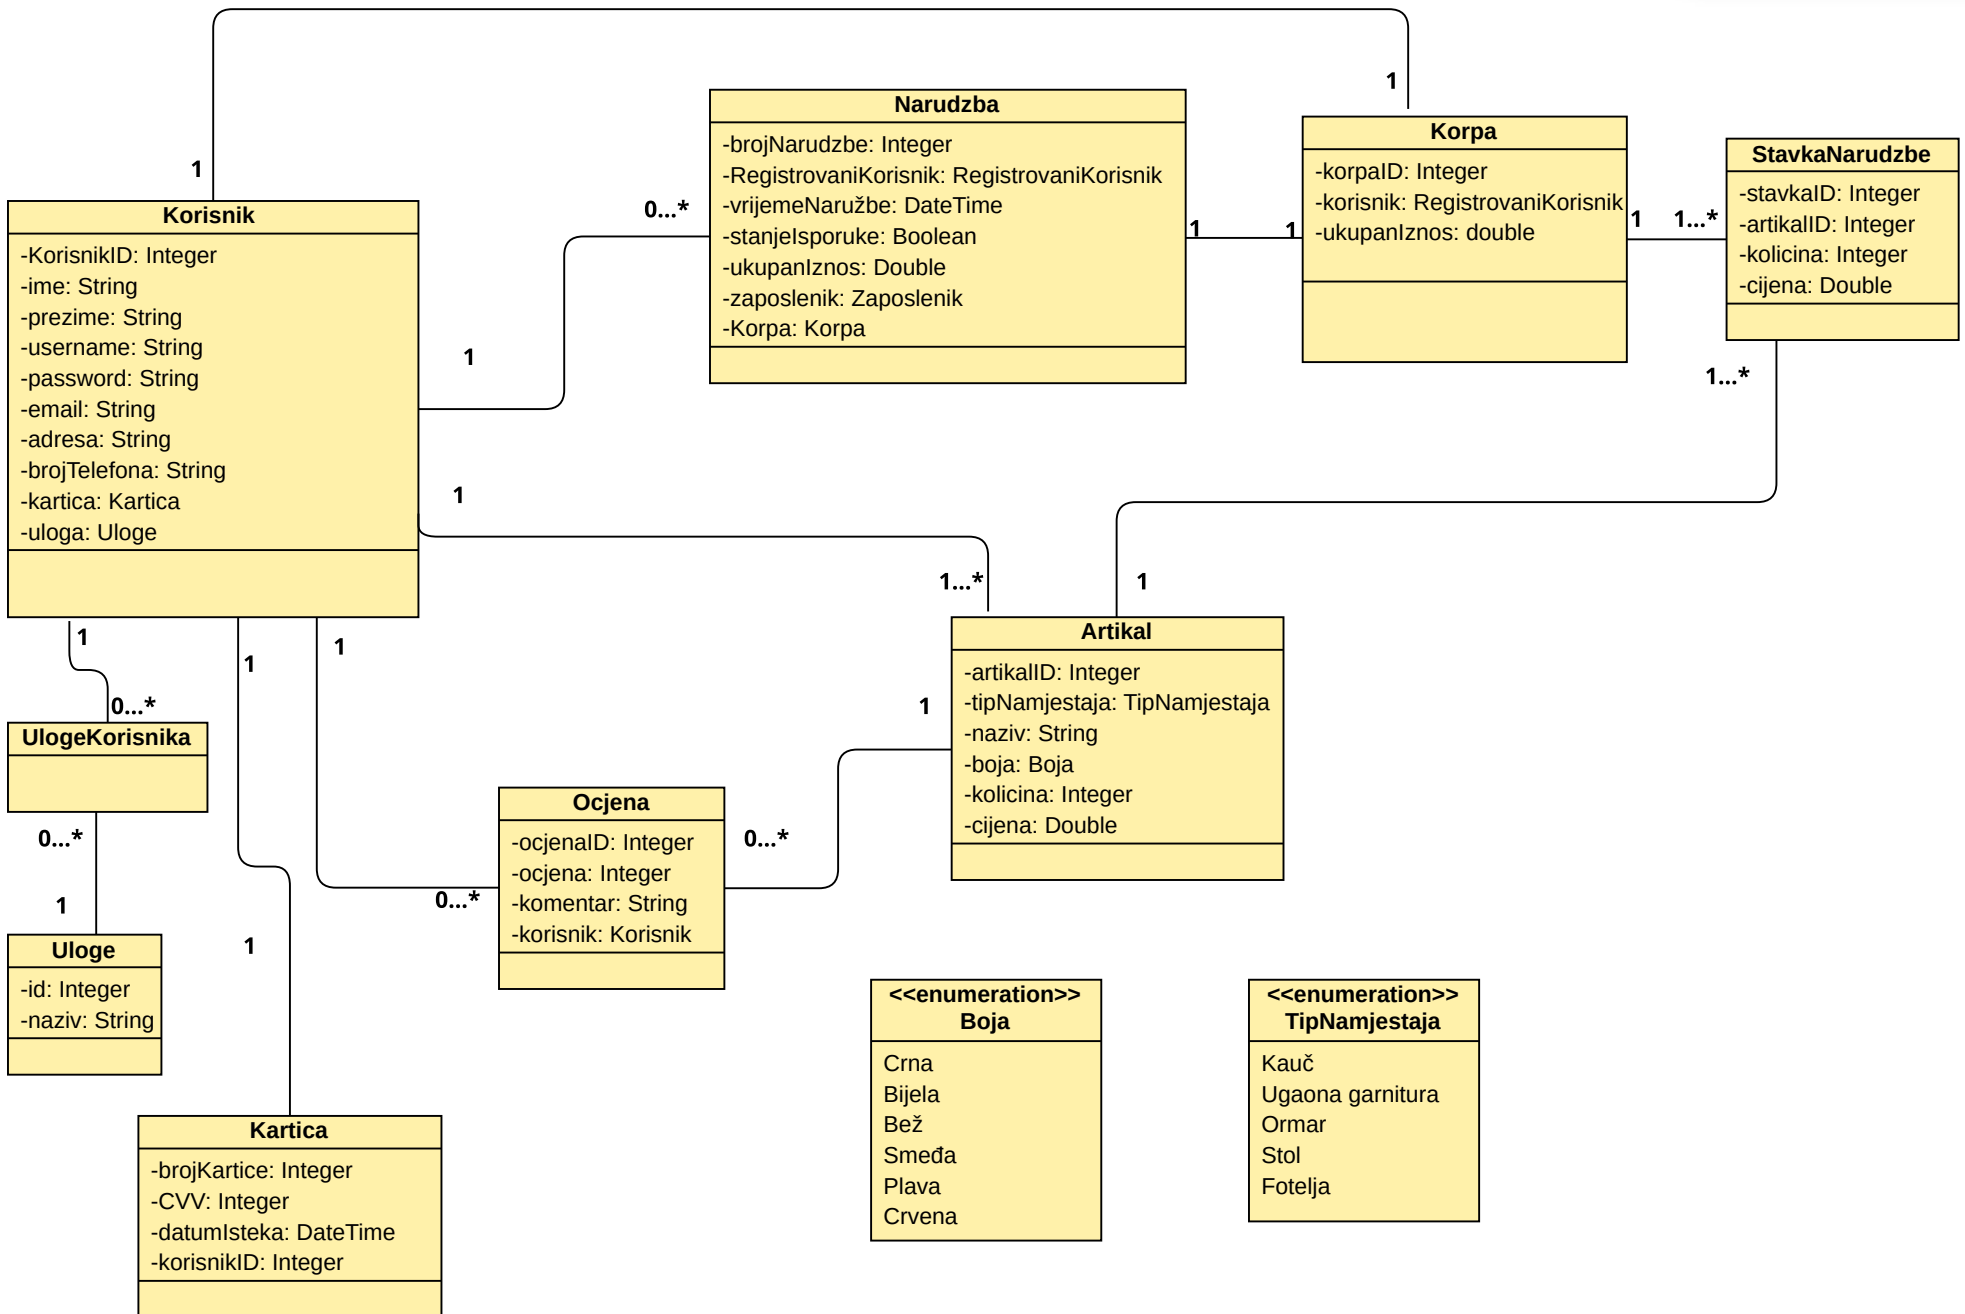 1
1
Narudzba
-brojNarudzbe: Integer
-RegistrovaniKorisnik: RegistrovaniKorisnik
-vrijemeNaružbe: DateTime
-stanjeIsporuke: Boolean
-ukupanIznos: Double
-zaposlenik: Zaposlenik
-Korpa: Korpa
Korpa
-korpaID: Integer
-korisnik: RegistrovaniKorisnik
-ukupanIznos: double
StavkaNarudzbe
-stavkaID: Integer
-artikalID: Integer
-kolicina: Integer
-cijena: Double
1
1
1
1...*
1...*
0...*
1
Korisnik
-KorisnikID: Integer
-ime: String
-prezime: String
-username: String
-password: String
-email: String
-adresa: String
-brojTelefona: String
-kartica: Kartica
-uloga: Uloge
1
1...*
1
1
1
1
0...*
UlogeKorisnika
0...*
1
Uloge
-id: Integer
-naziv: String
1
Artikal
-artikalID: Integer
-tipNamjestaja: TipNamjestaja
-naziv: String
-boja: Boja
-kolicina: Integer
-cijena: Double
1
0...*
0...*
Ocjena
-ocjenaID: Integer
-ocjena: Integer
-komentar: String
-korisnik: Korisnik
Kartica
-brojKartice: Integer
-CVV: Integer
-datumIsteka: DateTime
-korisnikID: Integer
<<enumeration>>
Boja
Crna
Bijela
Bež
Smeđa
Plava
Crvena
<<enumeration>>
TipNamjestaja
Kauč
Ugaona garnitura
Ormar
Stol
Fotelja